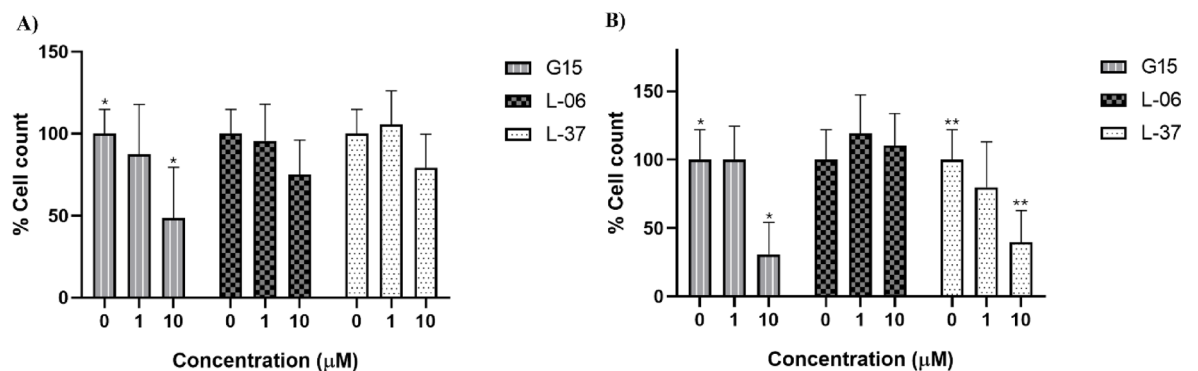 A)
150
100
50
0
% Cell count
*
*
0 1 10 0 1 10 0 1 10
Concentration (μM)
G15
L-06
L-37
B)
150
100
50
0
% Cell count
*
*
**
**
0 1 10 0 1 10 0 1 10
Concentration (μM)
G15
L-06
L-37